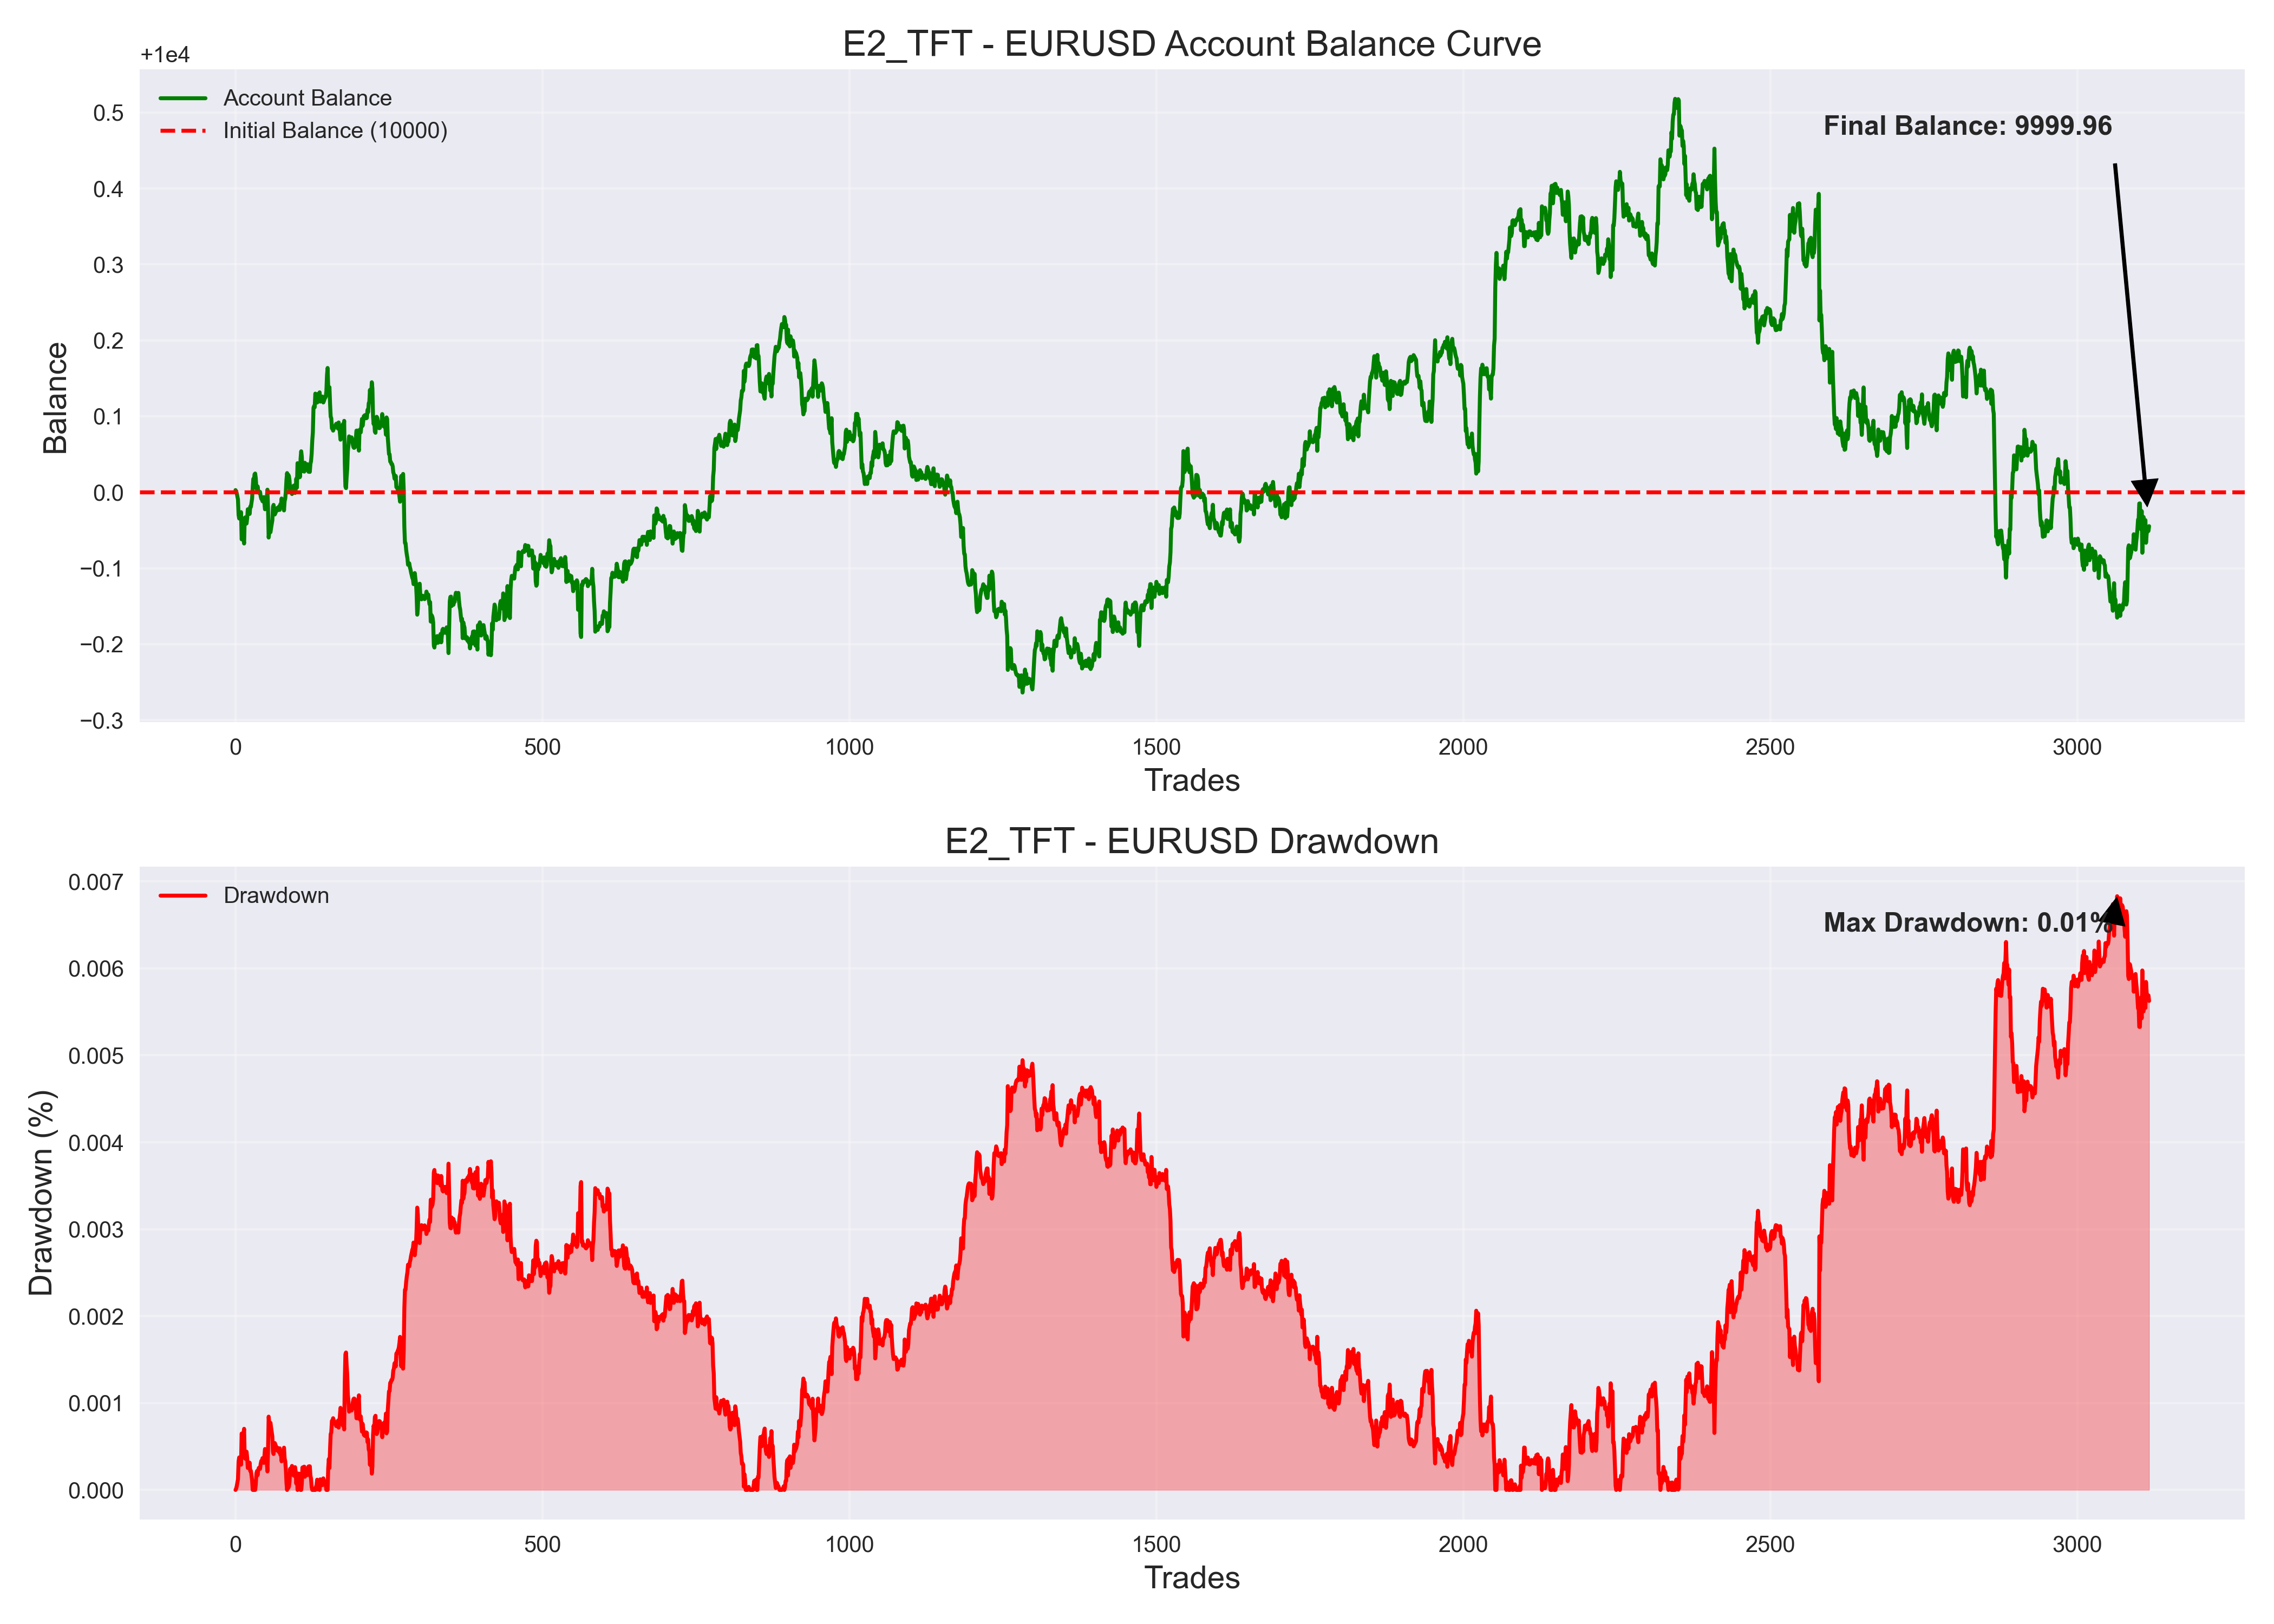 E2_TFT - EURUSD Account Balance Curve
+1e4
Account Balance
Initial Balance (10000)
Final Balance: 9999.96
0.5
0.4
0.3
0.2
0.1
0.0
−0.1
−0.2
−0.3
Balance
0
500
1000
1500
2000
2500
3000
Trades
E2_TFT - EURUSD Drawdown
Drawdown
Max Drawdown: 0.01%
0.007
0.006
0.005
0.004
0.003
0.002
0.001
0.000
Drawdown (%)
0
500
1000
1500
2000
2500
3000
Trades